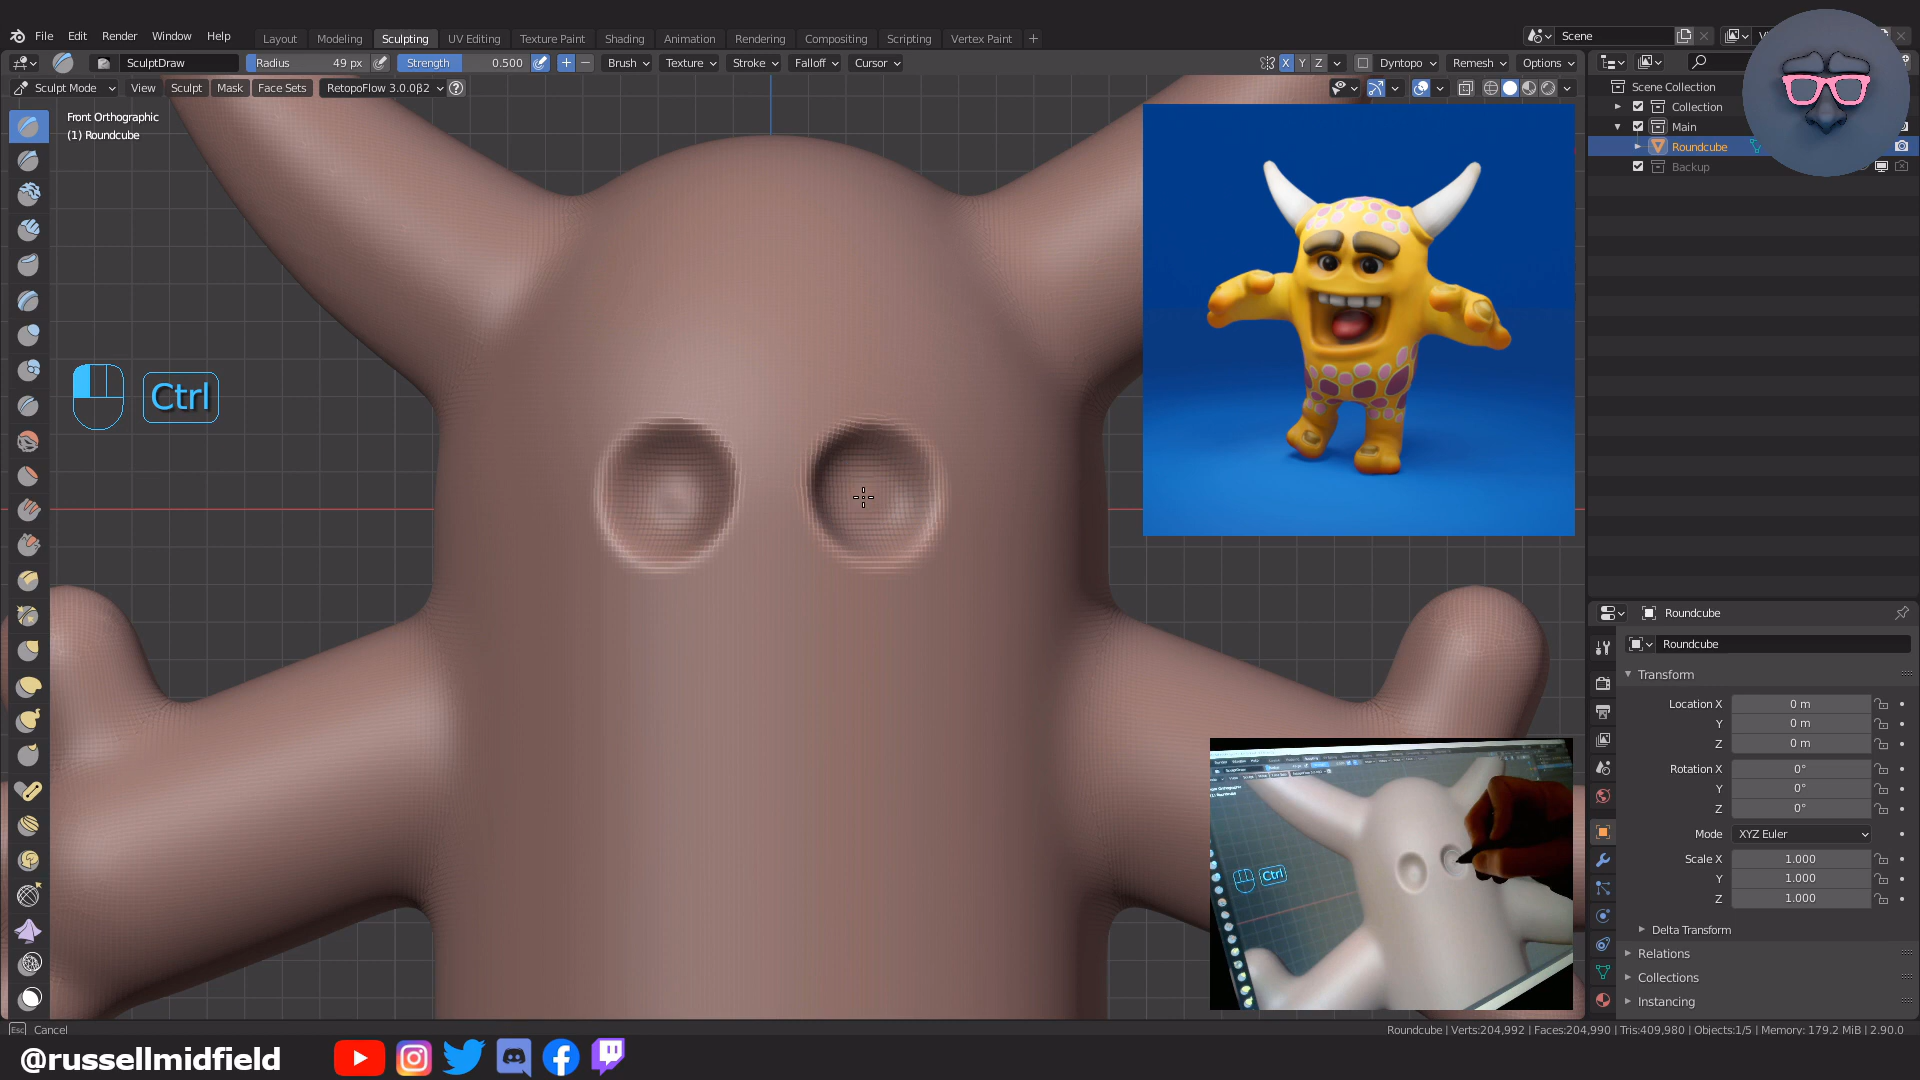 File Edit Render Window Help Layout Modeling Sculpting UV Editing Texture Paint Shading Animation Rendering Compositing Scripting Vertex Paint + Scene
SculptDraw Radius 49 px Strength 0.500 Brush Texture Stroke Falloff Cursor X Y Z Dyntopo Remesh Options
Sculpt Mode View Sculpt Mask Face Sets RetopoFlow 3.0.0β2
Scene Collection
Collection
Main
Roundcube
Backup
Front Orthographic
(1) Roundcube
Ctrl
Ctrl
Roundcube
Roundcube
Transform
Location X 0 m
Y 0 m
Z 0 m
Rotation X 0°
Y 0°
Z 0°
Mode XYZ Euler
Scale X 1.000
Y 1.000
Z 1.000
Delta Transform
Relations
Collections
Instancing
Esc Cancel
Roundcube | Verts:204,992 | Faces:204,990 | Tris:409,980 | Objects:1/5 | Memory: 179.2 MiB | 2.90.0
@russellmidfield